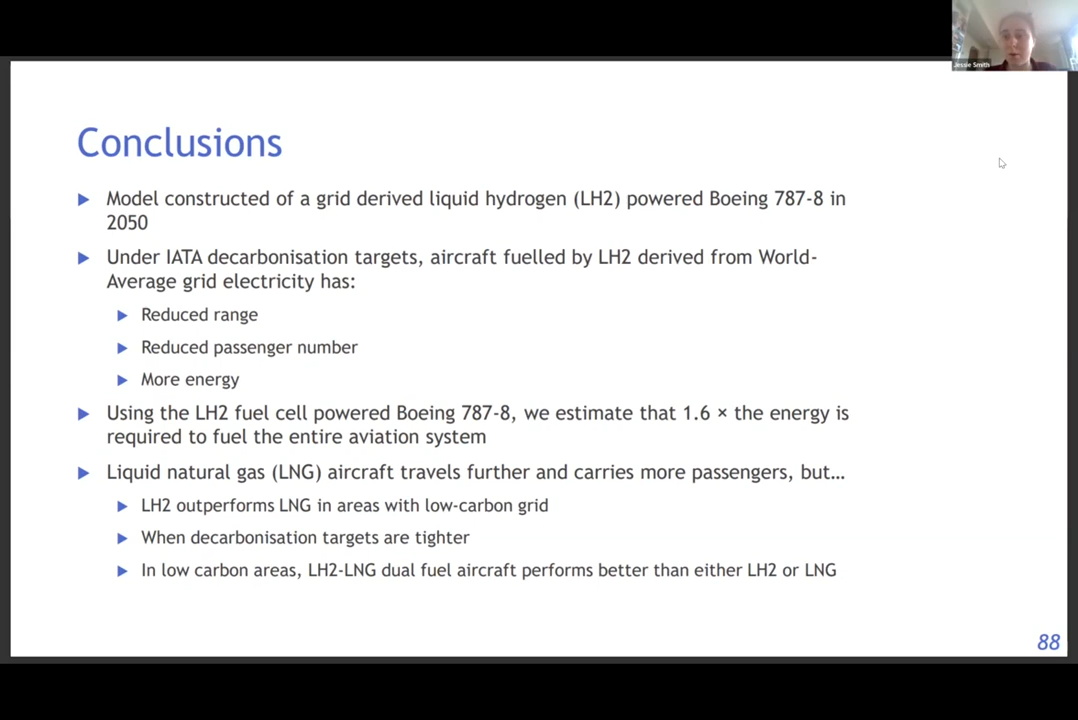 Jessie Smith
Conclusions
Model constructed of a grid derived liquid hydrogen (LH2) powered Boeing 787-8 in
2050
Under IATA decarbonisation targets, aircraft fuelled by LH2 derived from World-
Average grid electricity has:
Reduced range
Reduced passenger number
More energy
Using the LH2 fuel cell powered Boeing 787-8, we estimate that 1.6 × the energy is
required to fuel the entire aviation system
Liquid natural gas (LNG) aircraft travels further and carries more passengers, but…
LH2 outperforms LNG in areas with low-carbon grid
When decarbonisation targets are tighter
In low carbon areas, LH2-LNG dual fuel aircraft performs better than either LH2 or LNG
88